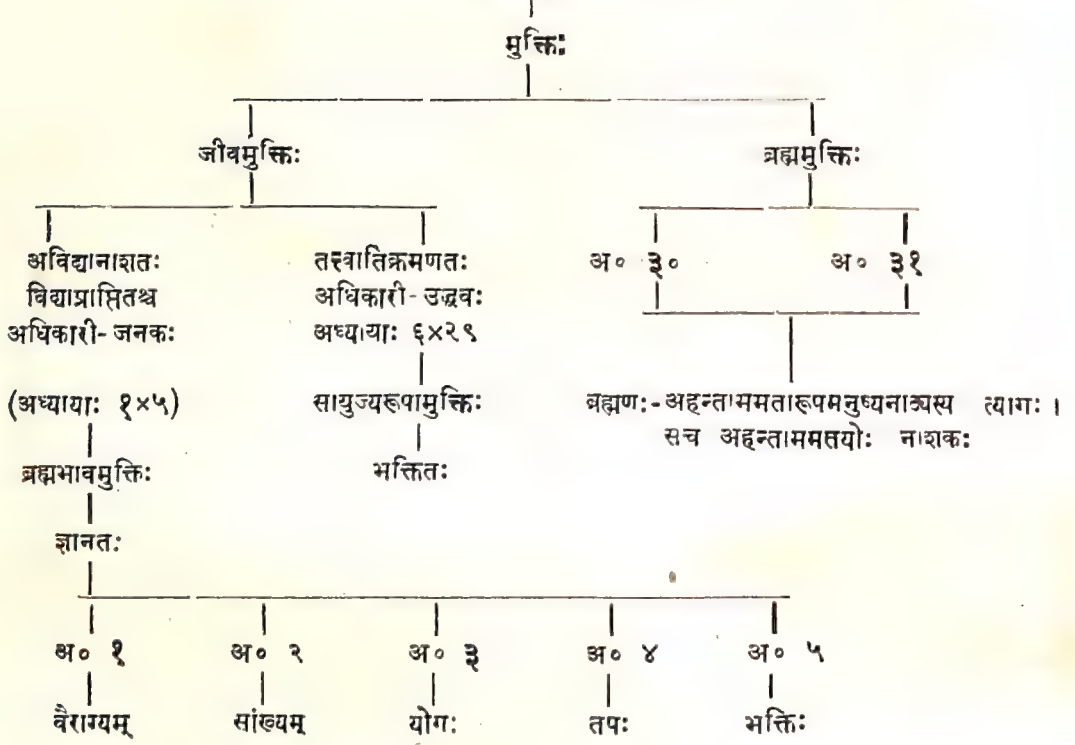 मुक्तिः
जीवमुक्तिः ब्रह्ममुक्तिः
अविद्यानाशतः तत्त्वातिक्रमणतः अ० ३० अ० ३१
विद्याप्राप्तितश्च अधिकारी-उद्धवः
अधिकारी-जनकः अध्यायाः ६×२९
(अध्यायाः १×५) सायुज्यरूपामुक्तिः ब्रह्मणः-अहन्ताममतारूपमनुष्यनाट्यस्य त्यागः ।
सच अहन्ताममतयोः नाशकः
ब्रह्मभावमुक्तिः भक्तितः
ज्ञानतः
अ० १ अ० २ अ० ३ अ० ४ अ० ५
वैराग्यम् सांख्यम् योगः तपः भक्तिः